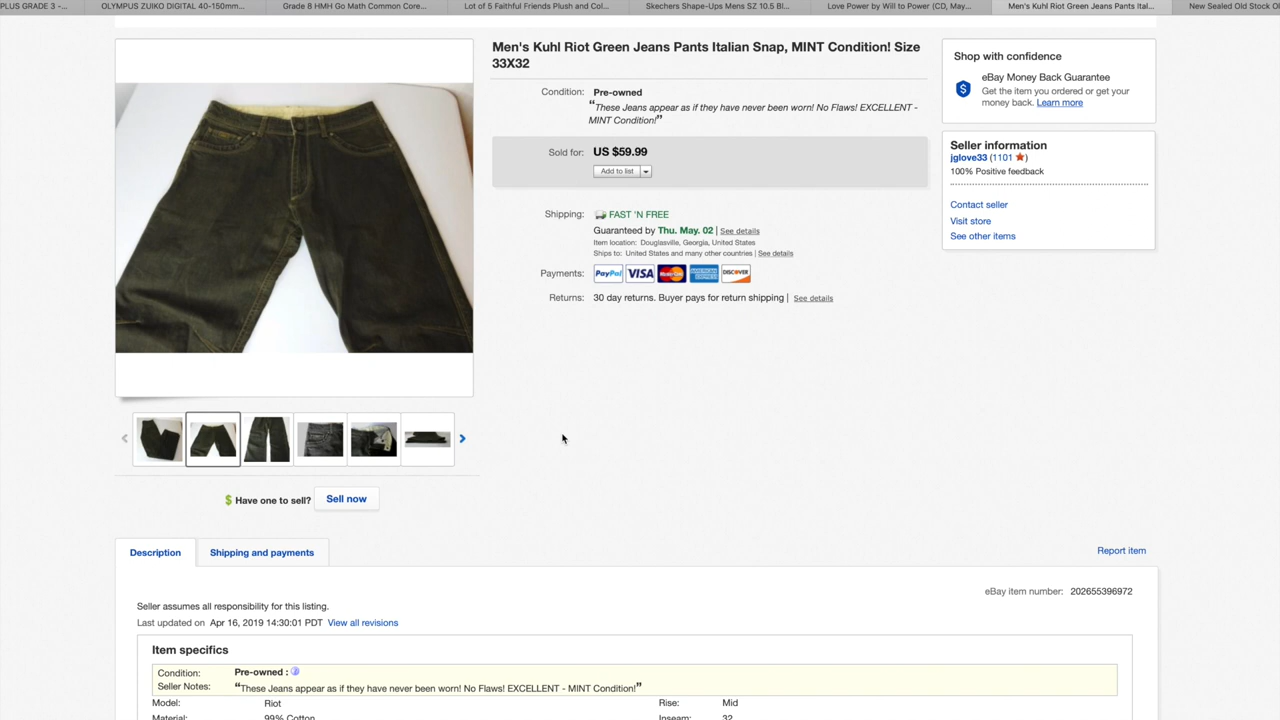 PLUS GRADE 3 -...
OLYMPUS ZUIKO DIGITAL 40-150mm...
Grade 8 HMH Go Math Common Core...
Lot of 5 Faithful Friends Plush and Col...
Skechers Shape-Ups Mens SZ 10.5 Bl...
Love Power by Will to Power (CD, May...
Men's Kuhl Riot Green Jeans Pants Ital...
New Sealed Old Stock Ol
Men's Kuhl Riot Green Jeans Pants Italian Snap, MINT Condition! Size
33X32
Condition: Pre-owned
“These Jeans appear as if they have never been worn! No Flaws! EXCELLENT -
MINT Condition!”
Sold for: US $59.99
Add to list
Shipping: FAST 'N FREE
Guaranteed by Thu. May. 02 | See details
Item location: Douglasville, Georgia, United States
Ships to: United States and many other countries | See details
Payments: PayPal VISA MasterCard AMERICAN EXPRESS DISCOVER
Returns: 30 day returns. Buyer pays for return shipping | See details
Shop with confidence
eBay Money Back Guarantee
Get the item you ordered or get your
money back. Learn more
Seller information
jglove33 (1101)
100% Positive feedback
Contact seller
Visit store
See other items
Have one to sell? Sell now
Description
Shipping and payments
Report item
eBay item number: 202655396972
Seller assumes all responsibility for this listing.
Last updated on Apr 16, 2019 14:30:01 PDT View all revisions
Item specifics
Condition: Pre-owned :
Seller Notes: “These Jeans appear as if they have never been worn! No Flaws! EXCELLENT - MINT Condition!”
Model: Riot Rise: Mid
Material: 99% Cotton Inseam: 32